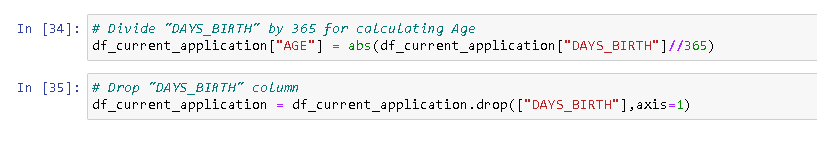 In [34]: # Divide "DAYS_BIRTH" by 365 for calculating Age
df_current_application["AGE"] = abs(df_current_application["DAYS_BIRTH"]//365)
In [35]: # Drop "DAYS_BIRTH" column
df_current_application = df_current_application.drop(["DAYS_BIRTH"],axis=1)